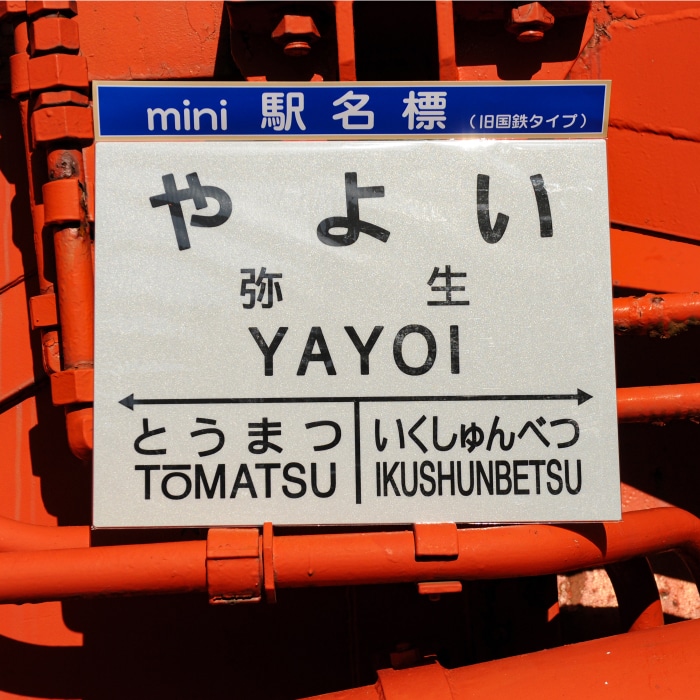 mini 駅名標（旧国鉄タイプ）
やよい
弥生
YAYOI
とうまつ いくしゅんべつ
TŌMATSU IKUSHUNBETSU